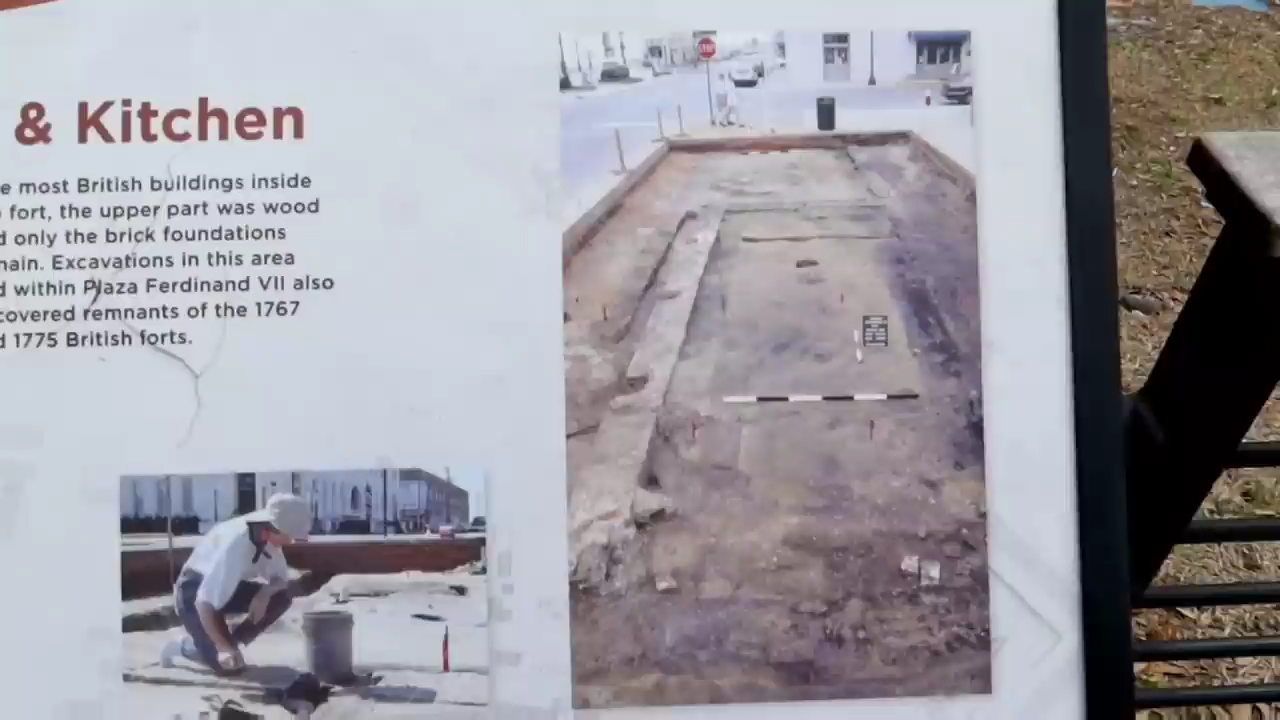 & Kitchen
e most British buildings inside
fort, the upper part was wood
d only the brick foundations
main. Excavations in this area
d within Plaza Ferdinand VII also
covered remnants of the 1767
d 1775 British forts.
STOP